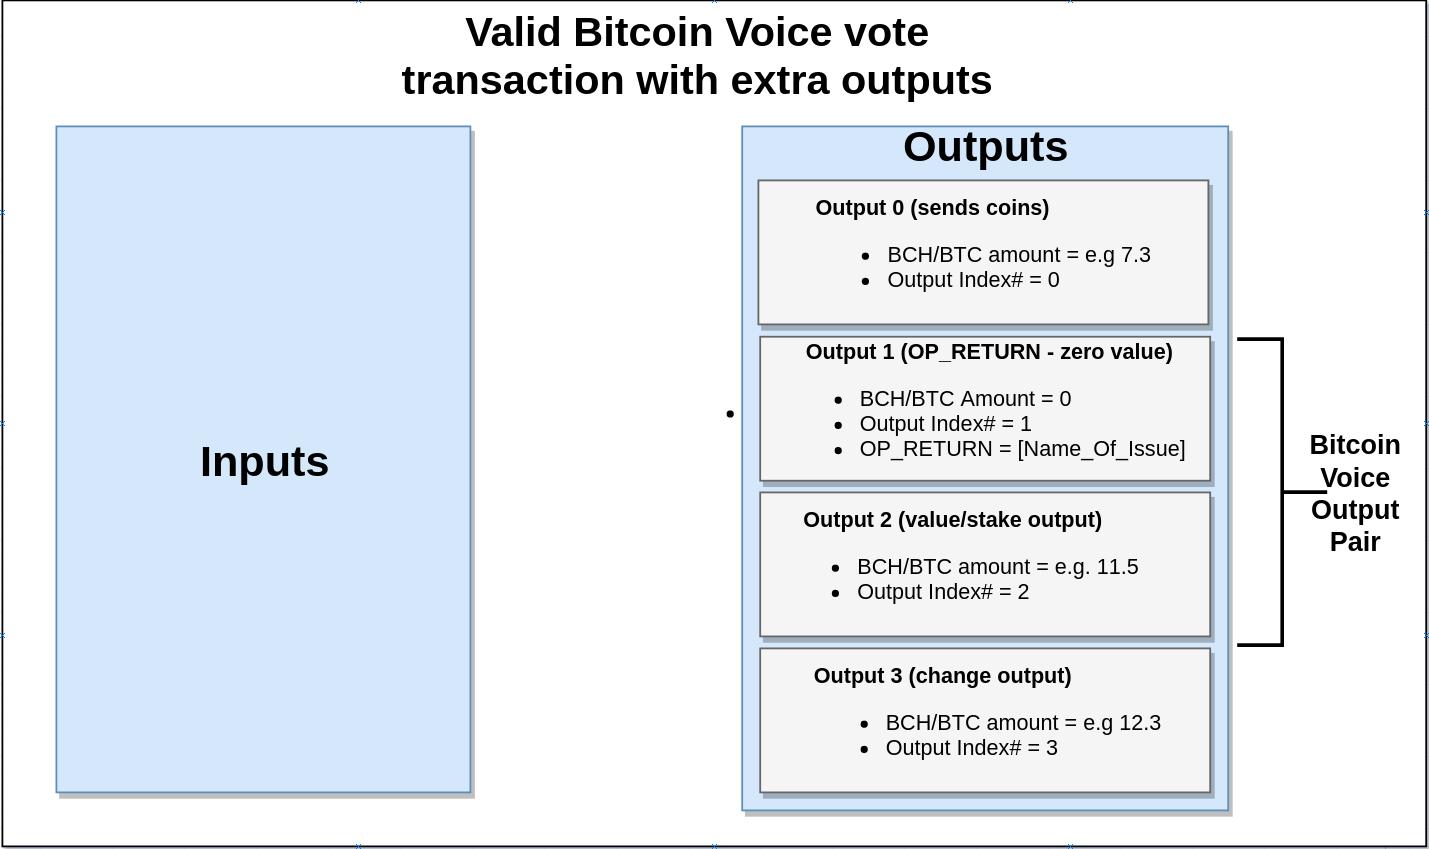 Valid Bitcoin Voice vote
transaction with extra outputs
Inputs
Outputs
Output 0 (sends coins)
• BCH/BTC amount = e.g 7.3
• Output Index# = 0
Output 1 (OP_RETURN - zero value)
• BCH/BTC Amount = 0
• Output Index# = 1
• OP_RETURN = [Name_Of_Issue]
Output 2 (value/stake output)
• BCH/BTC amount = e.g. 11.5
• Output Index# = 2
Output 3 (change output)
• BCH/BTC amount = e.g 12.3
• Output Index# = 3
Bitcoin
Voice
Output
Pair